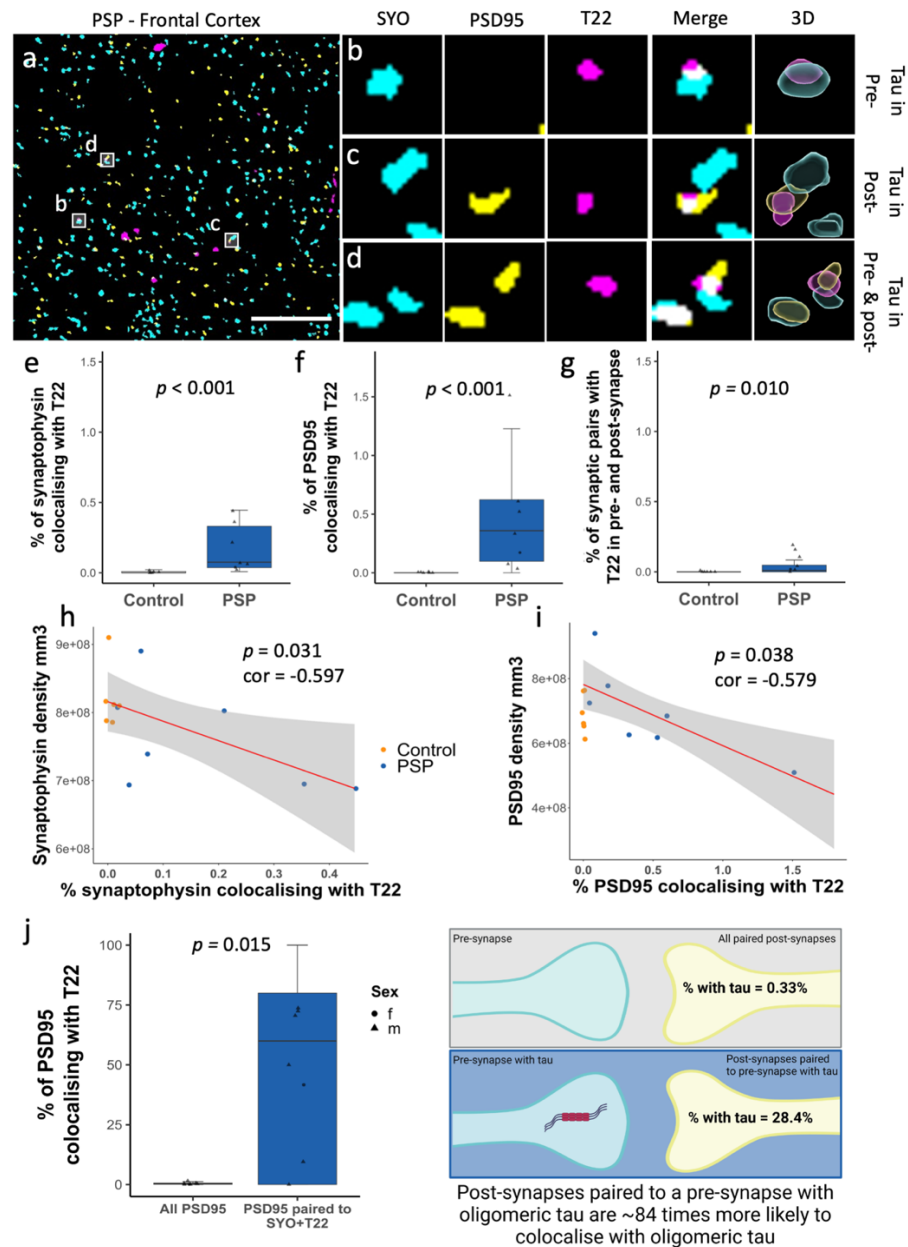 PSP - Frontal Cortex
SYO
PSD95
T22
Merge
3D
a
d
b
c
b
Tau in
Pre-
c
Tau in
Post-
d
Tau in
Pre- & post-
e
% of synaptophysin
colocalising with T22
p < 0.001
1.5
1.0
0.5
0.0
Control
PSP
f
% of PSD95
colocalising with T22
p < 0.001
1.5
1.0
0.5
0.0
Control
PSP
g
% of synaptic pairs with
T22 in pre- and post-synapse
p = 0.010
1.5
1.0
0.5
0.0
Control
PSP
h
Synaptophysin density mm3
p = 0.031
cor = -0.597
9e+08
8e+08
7e+08
6e+08
0.0
0.1
0.2
0.3
0.4
% synaptophysin colocalising with T22
Control
PSP
i
PSD95 density mm3
p = 0.038
cor = -0.579
8e+08
6e+08
4e+08
0.0
0.5
1.0
1.5
% PSD95 colocalising with T22
j
% of PSD95
colocalising with T22
p = 0.015
100
75
50
25
0
All PSD95
PSD95 paired to
SYO+T22
Sex
f
m
Pre-synapse
All paired post-synapses
% with tau = 0.33%
Pre-synapse with tau
Post-synapses paired
to pre-synapse with tau
% with tau = 28.4%
Post-synapses paired to a pre-synapse with
oligomeric tau are ~84 times more likely to
colocalise with oligomeric tau